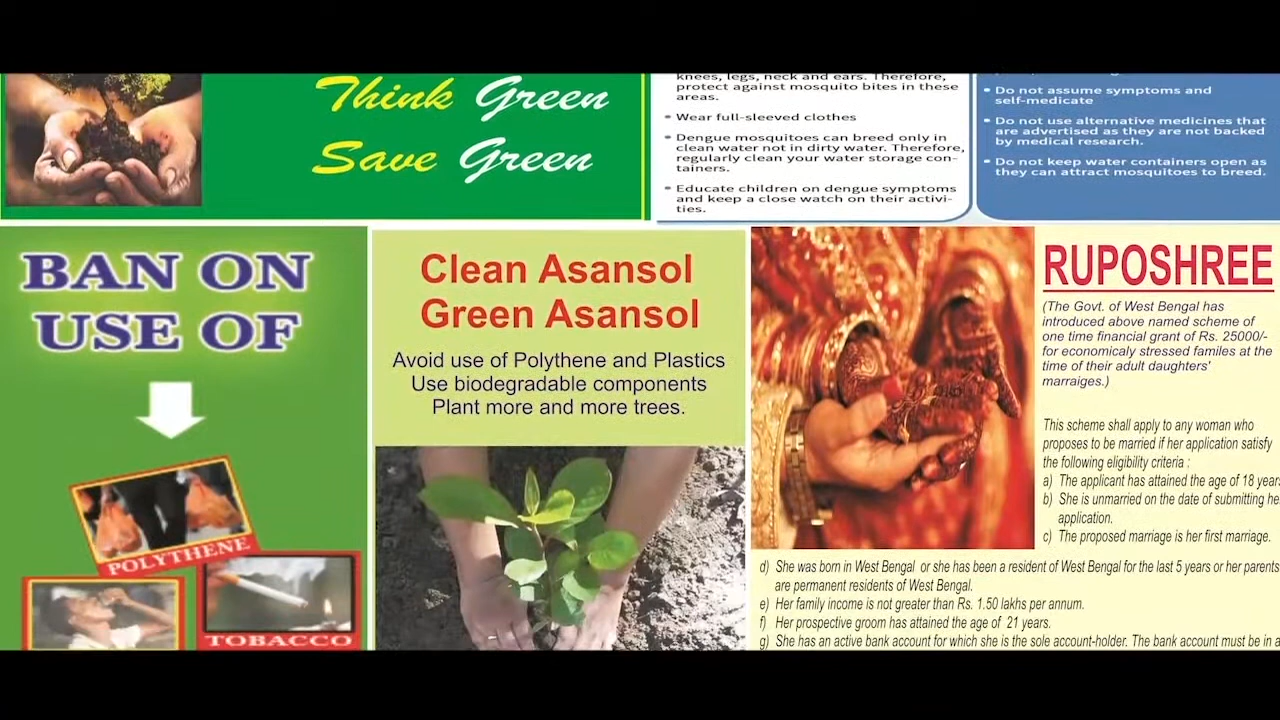 Think Green
Save Green
knees, legs, neck and ears. Therefore,
protect against mosquito bites in these
areas.
Wear full-sleeved clothes
Dengue mosquitoes can breed only in
clean water not in dirty water. Therefore,
regularly clean your water storage con-
tainers.
Educate children on dengue symptoms
and keep a close watch on their activi-
ties.
Do not assume symptoms and
self-medicate
Do not use alternative medicines that
are advertised as they are not backed
by medical research.
Do not keep water containers open as
they can attract mosquitoes to breed.
BAN ON
USE OF
POLYTHENE
TOBACCO
Clean Asansol
Green Asansol
Avoid use of Polythene and Plastics
Use biodegradable components
Plant more and more trees.
RUPOSHREE
(The Govt. of West Bengal has
introduced above named scheme of
one time financial grant of Rs. 25000/-
for economicaly stressed familes at the
time of their adult daughters'
marraiges.)
This scheme shall apply to any woman who
proposes to be married if her application satisfy
the following eligibility criteria :
a) The applicant has attained the age of 18 years
b) She is unmarried on the date of submitting he
application.
c) The proposed marriage is her first marriage.
d) She was born in West Bengal or she has been a resident of West Bengal for the last 5 years or her parents
are permanent residents of West Bengal.
e) Her family income is not greater than Rs. 1.50 lakhs per annum.
f) Her prospective groom has attained the age of 21 years.
g) She has an active bank account for which she is the sole account-holder. The bank account must be in a